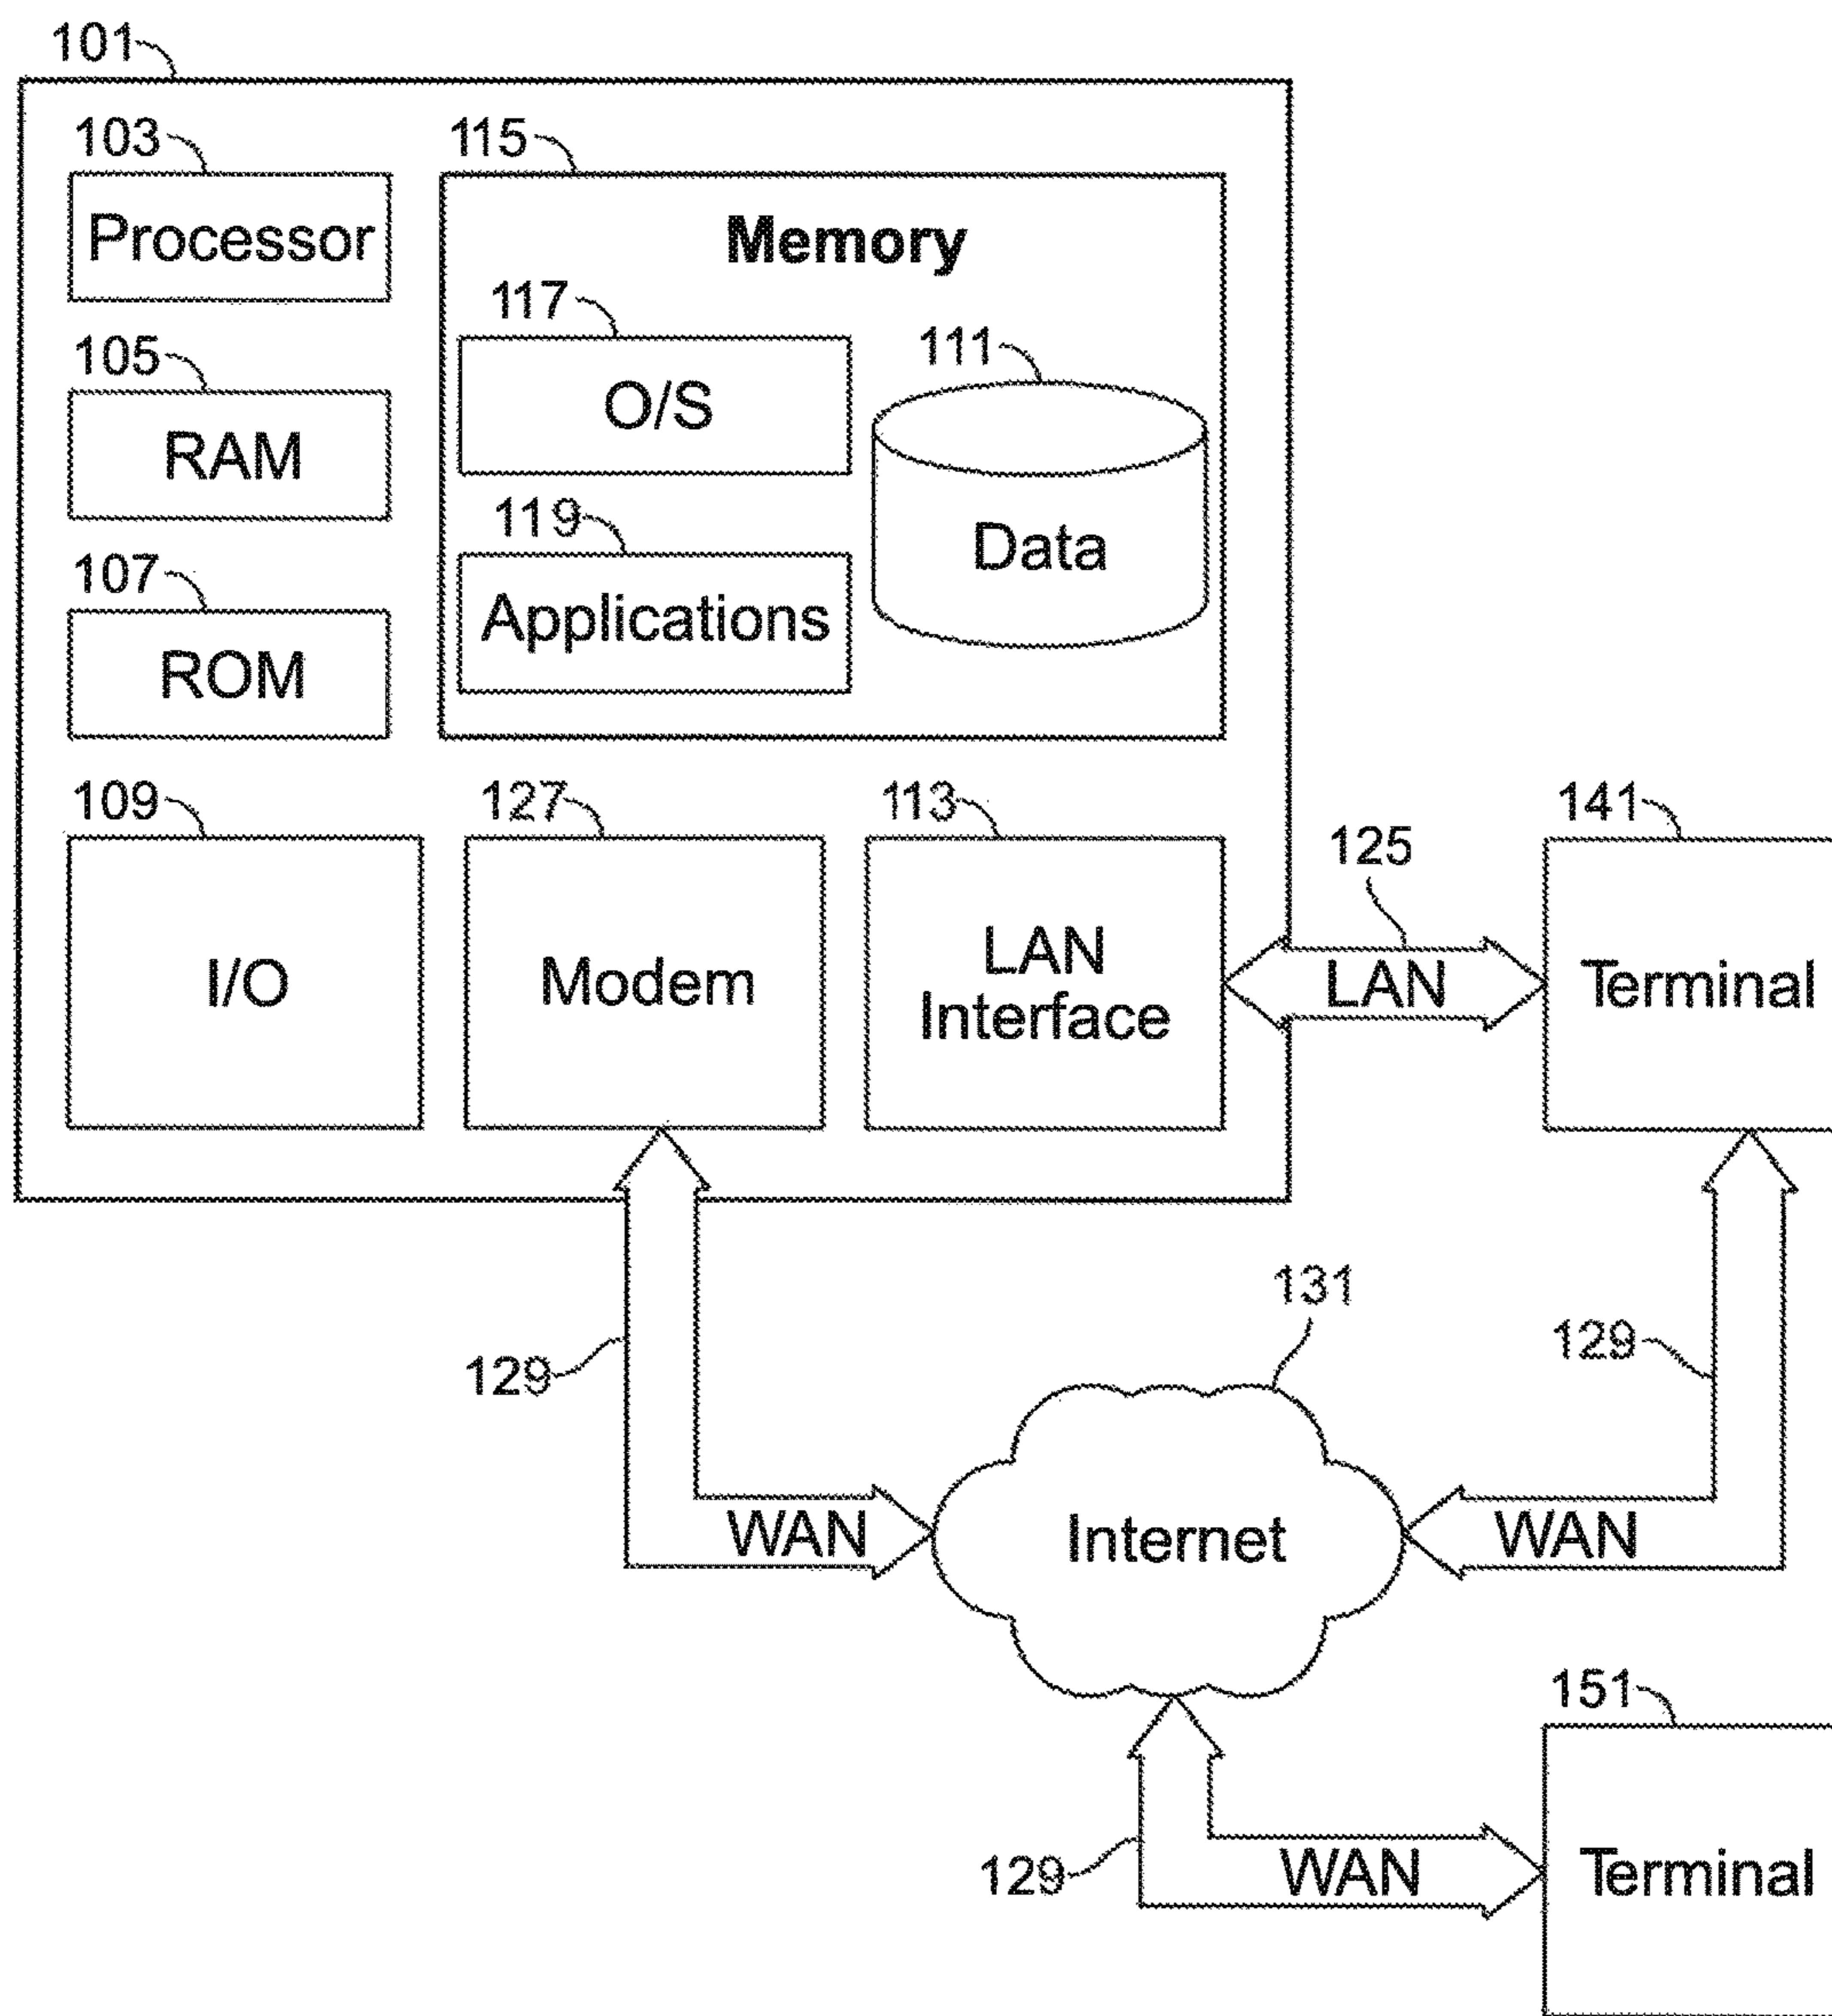 101
103
115
Processor
Memory
117
111
105
O/S
RAM
119
Data
107
Applications
ROM
109
127
113
141
125
I/O
Modem
LAN
Interface
LAN
Terminal
131
129
129
WAN
Internet
WAN
151
129
WAN
Terminal